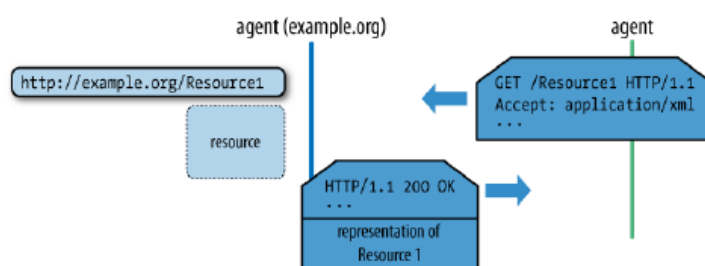 agent (example.org)
agent
http://example.org/Resource1
GET /Resource1 HTTP/1.1
Accept: application/xml
...
resource
HTTP/1.1 200 OK
...
representation of
Resource 1